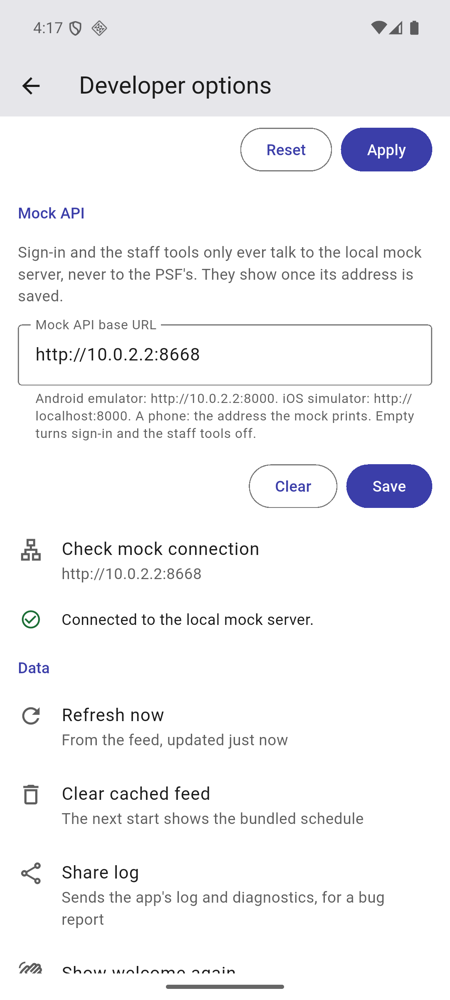 4:17
Developer options
Reset
Apply
Mock API
Sign-in and the staff tools only ever talk to the local mock
server, never to the PSF's. They show once its address is
saved.
Mock API base URL
http://10.0.2.2:8668
Android emulator: http://10.0.2.2:8000. iOS simulator: http://
localhost:8000. A phone: the address the mock prints. Empty
turns sign-in and the staff tools off.
Clear
Save
Check mock connection
http://10.0.2.2:8668
Connected to the local mock server.
Data
Refresh now
From the feed, updated just now
Clear cached feed
The next start shows the bundled schedule
Share log
Sends the app's log and diagnostics, for a bug
report
Show welcome again